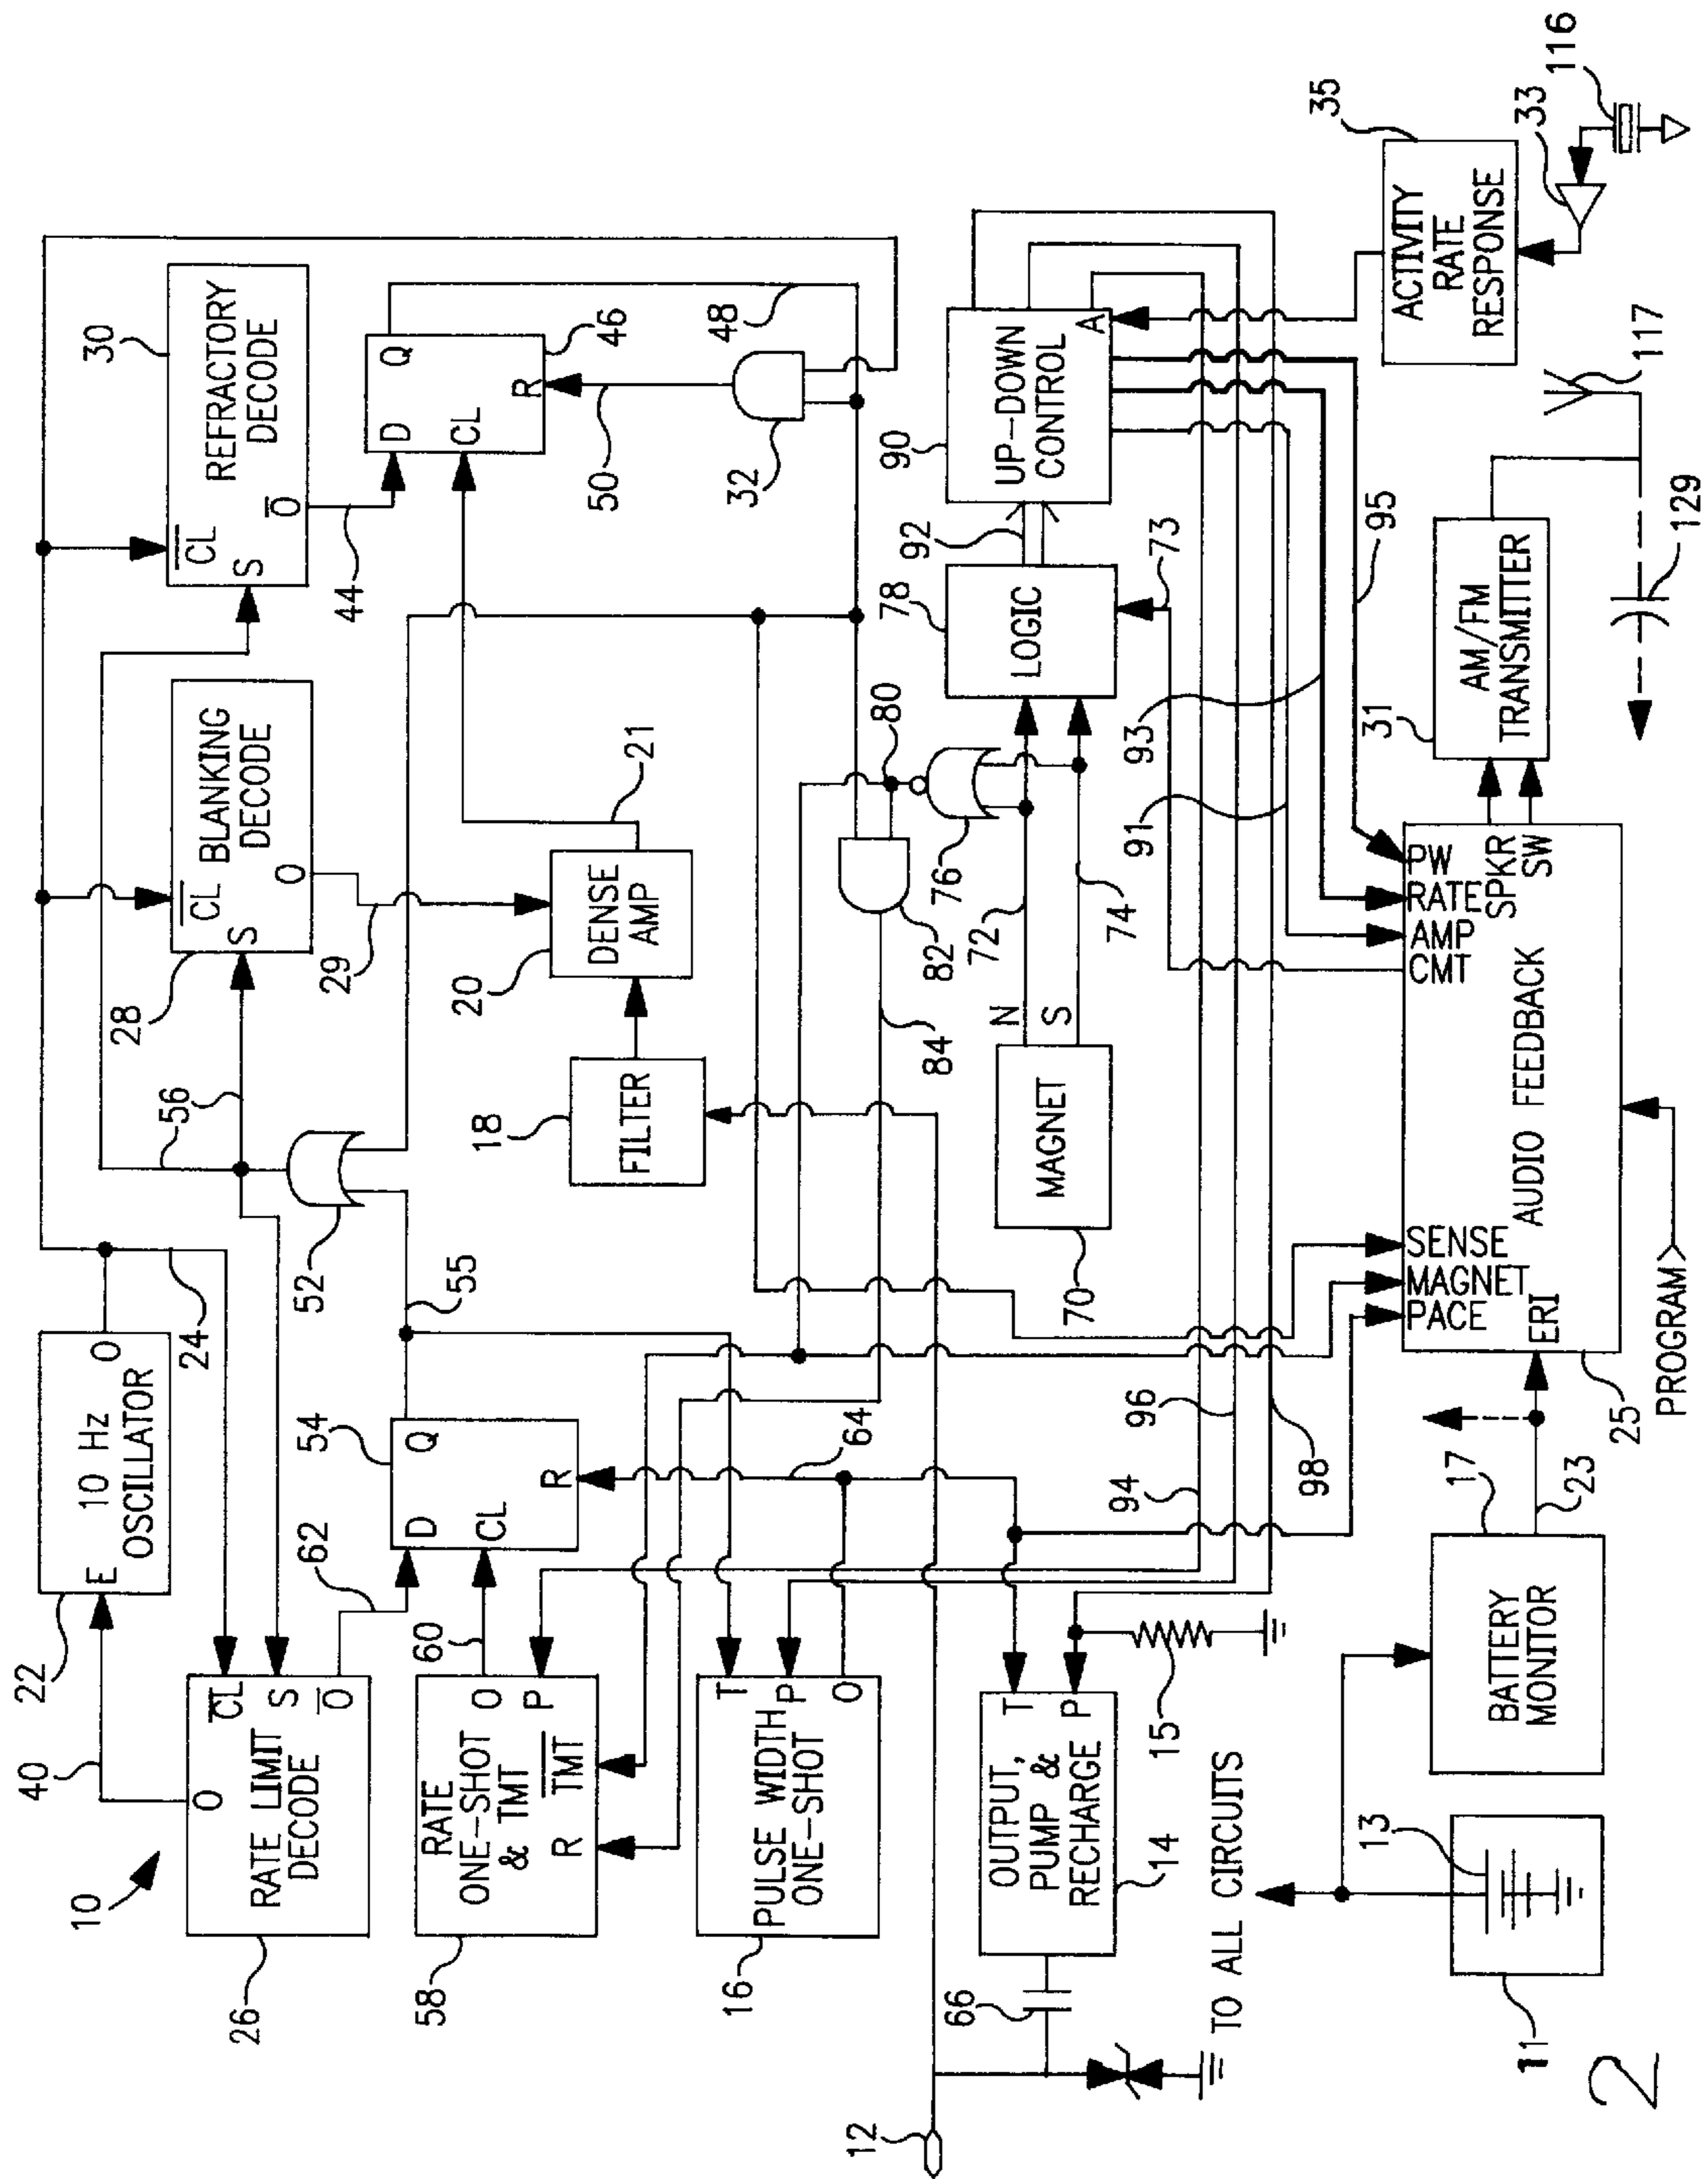 10
40
22
E 10 Hz
OSCILLATOR
O
24
56
28
C̅L̅ BLANKING
DECODE
S
O
29
30
C̅L̅ REFRACTORY
DECODE
S
O̅
44
26
O
RATE LIMIT
DECODE
C̅L̅
S
O̅
62
54
D Q
CL
R
55
52
D Q
CL
R
46
48
50
32
58
RATE
ONE-SHOT
& TMT
O
P
R T̅M̅T̅
60
64
18
FILTER
20
DENSE
AMP
21
16
PULSE WIDTH
ONE-SHOT
T
P
O
84
82
76
80
12
66
OUTPUT,
PUMP &
RECHARGE
T
P
14
15
94
96
98
70
MAGNET
N
S
72
74
78
LOGIC
73
92
90
UP-DOWN
CONTROL
A
91
93
95
TO ALL CIRCUITS
11
13
BATTERY
MONITOR
17
23
25
PROGRAM
ERI
PACE
MAGNET
SENSE
AUDIO FEEDBACK
CMT
AMP
RATE
PW
SPKR
SW
31
AM/FM
TRANSMITTER
129
117
ACTIVITY
RATE
RESPONSE
35
33
116
2